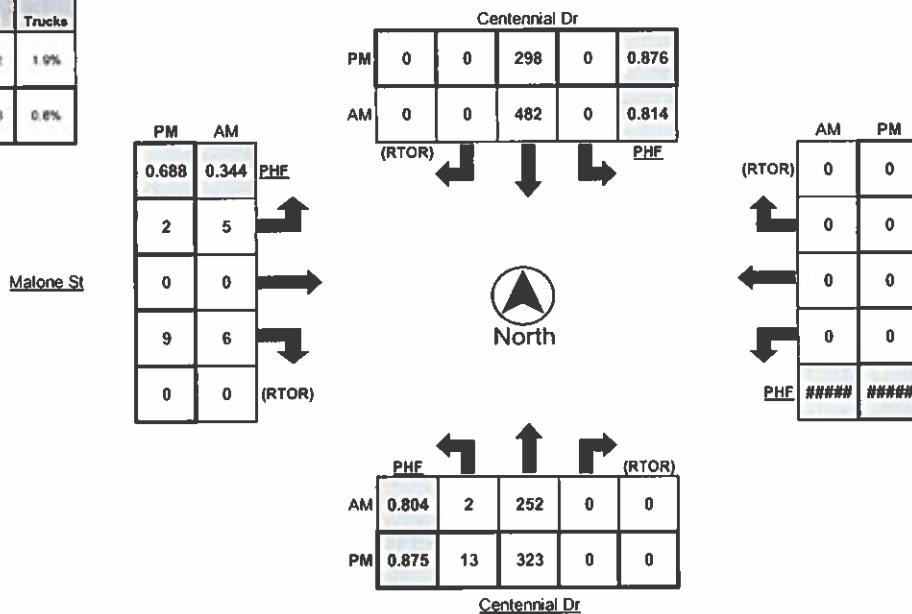 Trucks
1.9%
0.6%
Centennial Dr
PM 0 0 298 0 0.876
AM 0 0 482 0 0.814
(RTOR) PHF
PM AM
0.688 0.344 PHF
2 5
Malone St
0 0
9 6
0 0 (RTOR)
North
AM PM
(RTOR) 0 0
0 0
0 0
0 0
PHF ##### #####
PHF (RTOR)
AM 0.804 2 252 0 0
PM 0.875 13 323 0 0
Centennial Dr